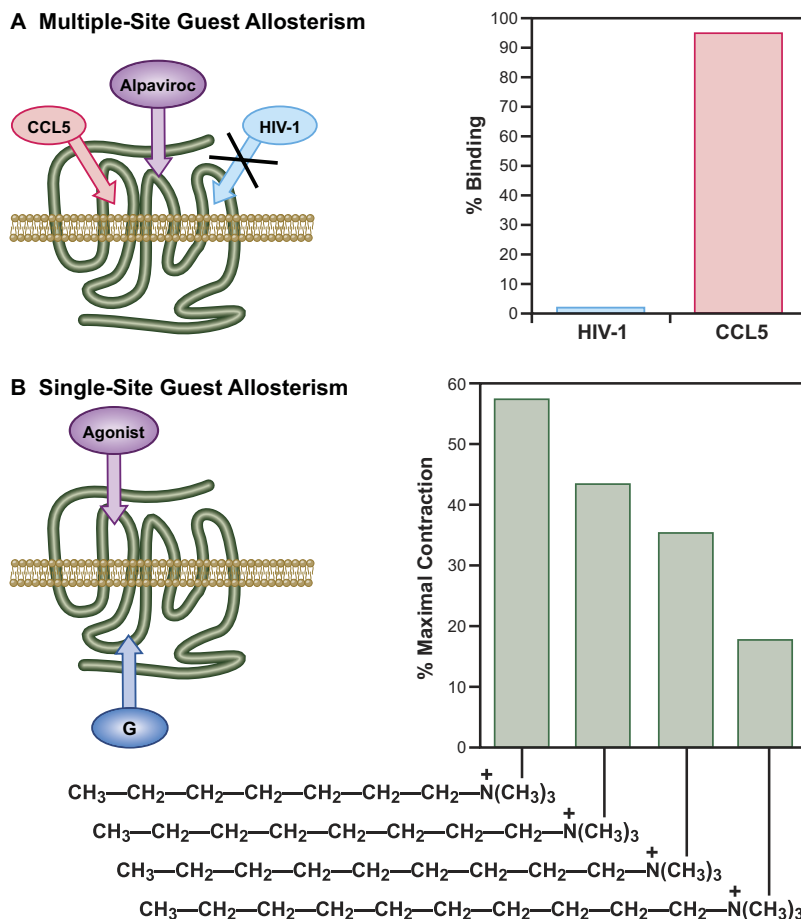 A Multiple-Site Guest Allosterism
Alpaviroc
CCL5
HIV-1
% Binding
100
90
80
70
60
50
40
30
20
10
0
HIV-1
CCL5
B Single-Site Guest Allosterism
Agonist
G
% Maximal Contraction
60
50
40
30
20
10
0
CH₃—CH₂—CH₂—CH₂—CH₂—CH₂—CH₂—N⁺(CH₃)₃
CH₃—CH₂—CH₂—CH₂—CH₂—CH₂—CH₂—CH₂—N⁺(CH₃)₃
CH₃—CH₂—CH₂—CH₂—CH₂—CH₂—CH₂—CH₂—CH₂—N⁺(CH₃)₃
CH₃—CH₂—CH₂—CH₂—CH₂—CH₂—CH₂—CH₂—CH₂—CH₂—N⁺(CH₃)₃